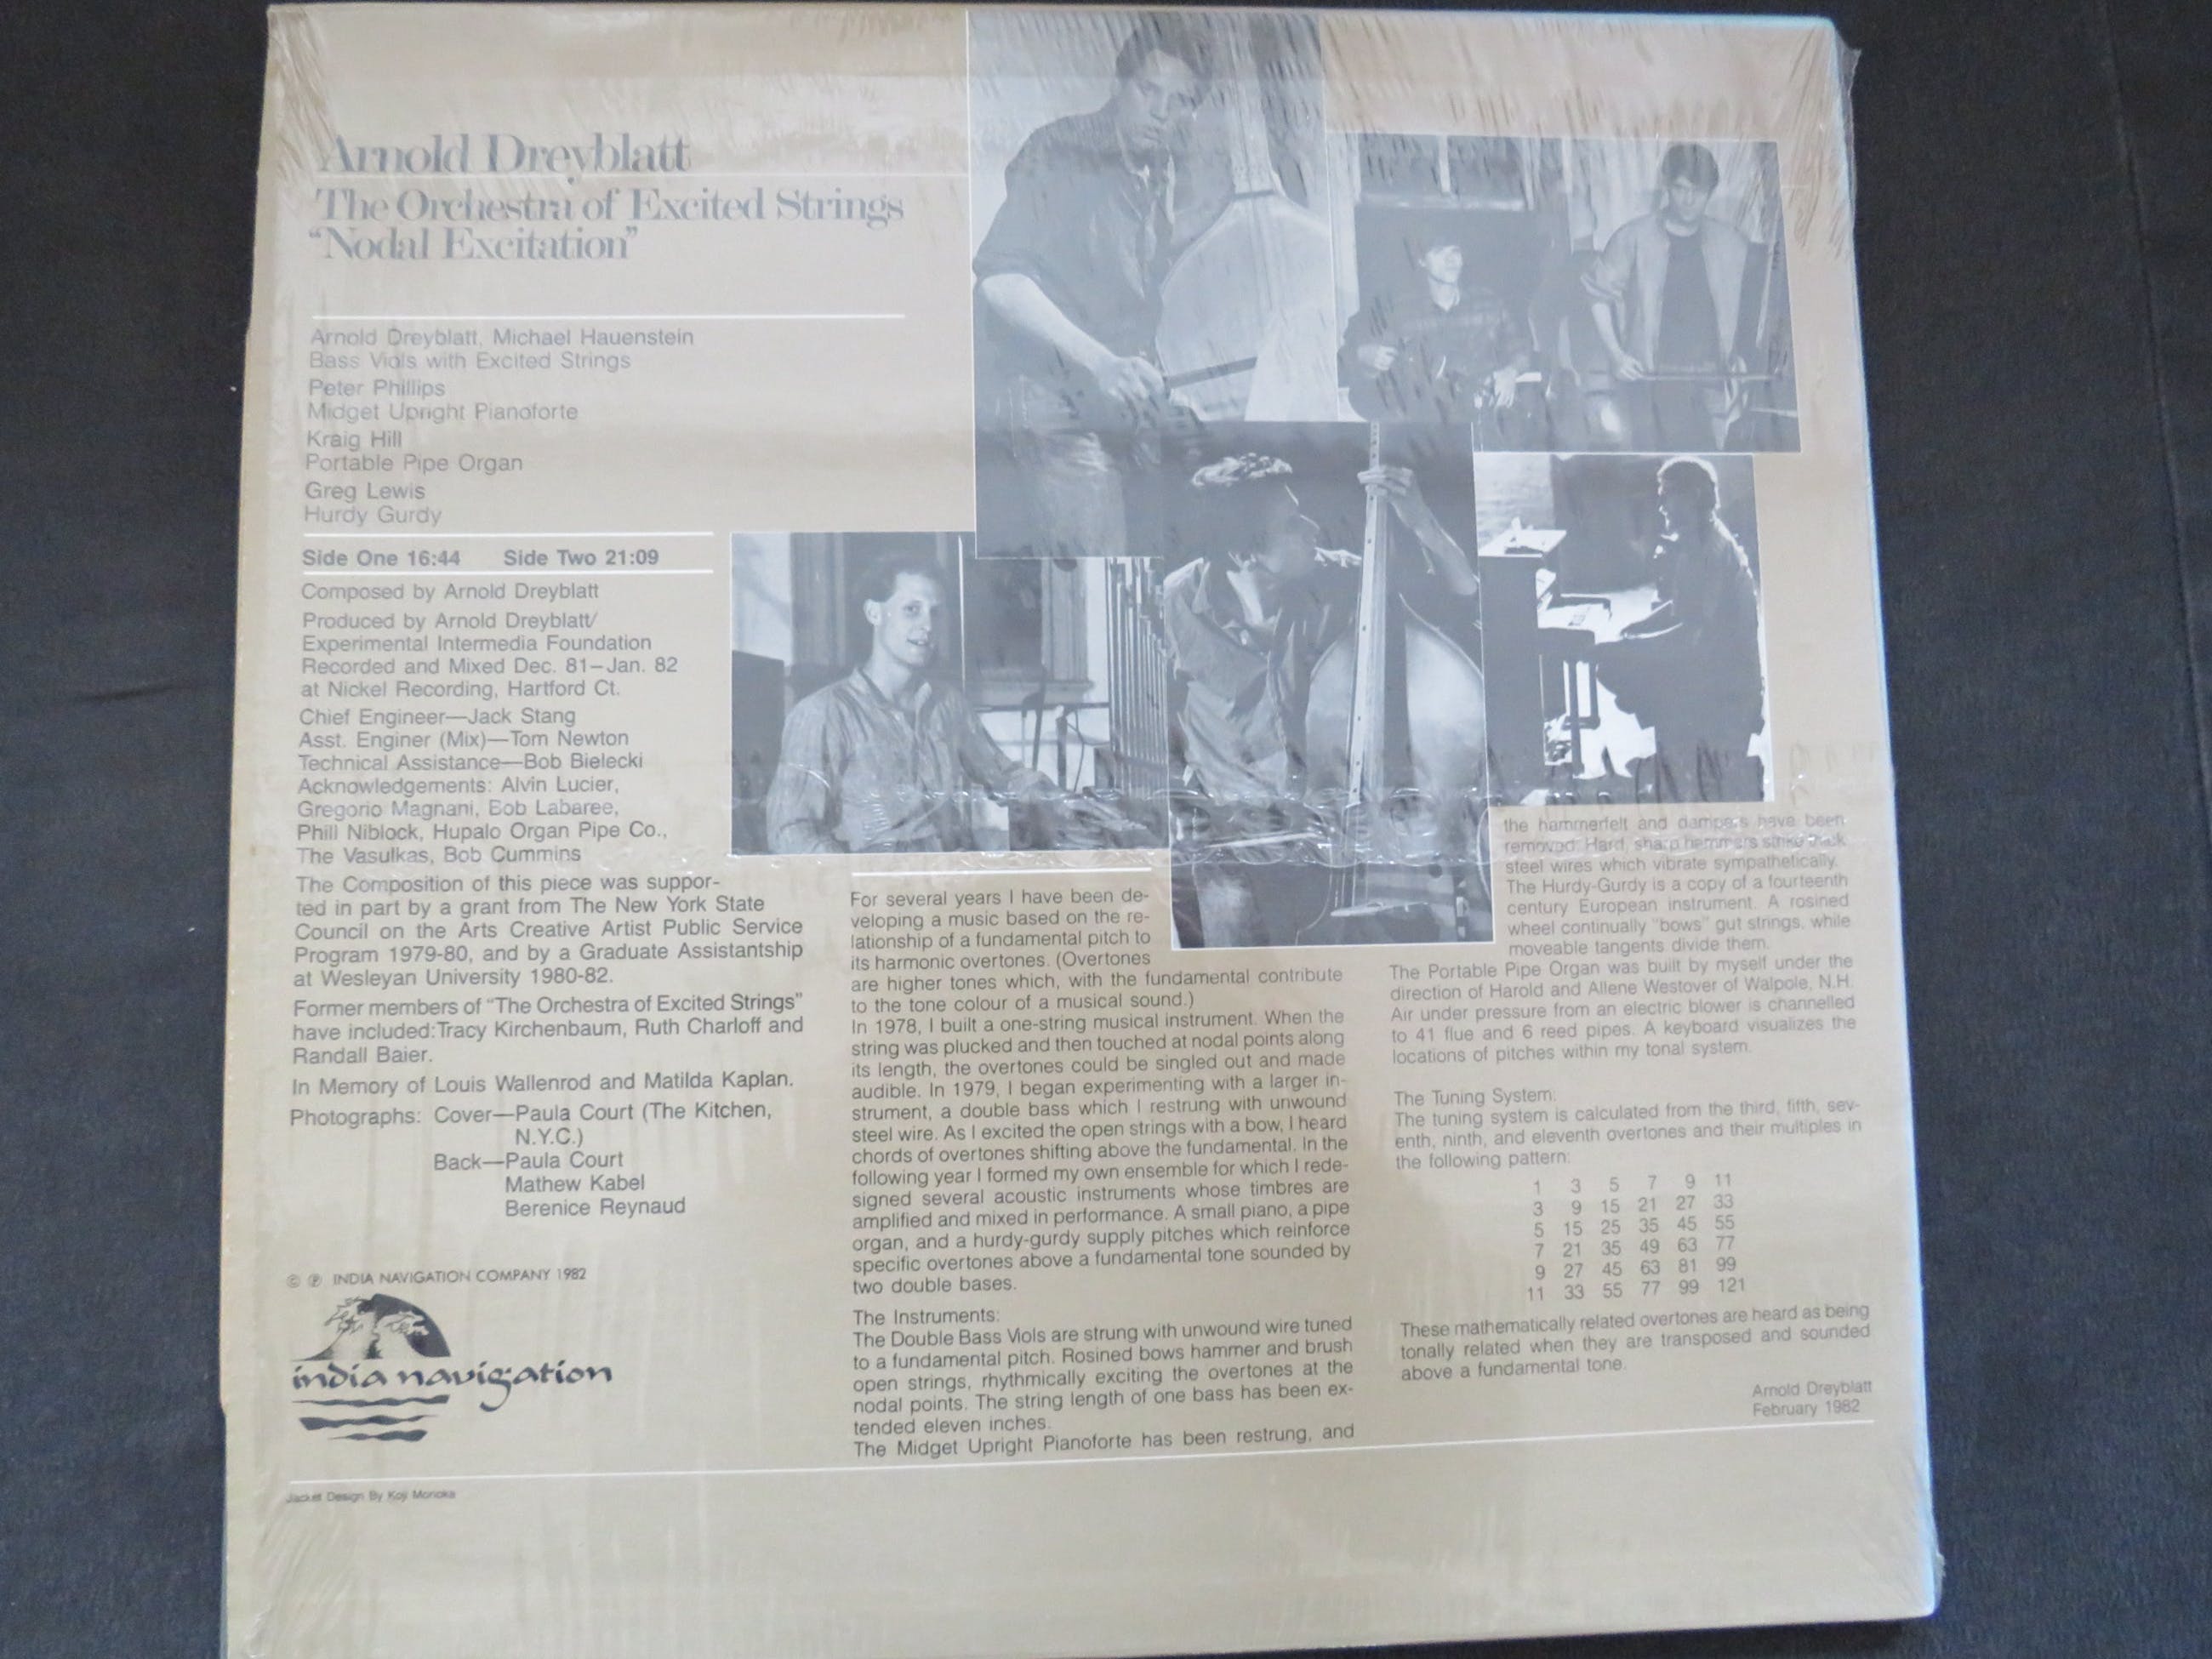 Arnold Dreyblatt
The Orchestra of Excited Strings
“Nodal Excitation”
Arnold Dreyblatt, Michael Hauenstein
Bass Viols with Excited Strings
Peter Phillips
Midget Upright Pianoforte
Kraig Hill
Portable Pipe Organ
Greg Lewis
Hurdy Gurdy
Side One 16:44 Side Two 21:09
Composed by Arnold Dreyblatt
Produced by Arnold Dreyblatt/
Experimental Intermedia Foundation
Recorded and Mixed Dec. 81–Jan. 82
at Nickel Recording, Hartford Ct.
Chief Engineer—Jack Stang
Asst. Enginer (Mix)—Tom Newton
Technical Assistance—Bob Bielecki
Acknowledgements: Alvin Lucier,
Gregorio Magnani, Bob Labaree,
Phill Niblock, Hupalo Organ Pipe Co.,
The Vasulkas, Bob Cummins
The Composition of this piece was suppor-
ted in part by a grant from The New York State
Council on the Arts Creative Artist Public Service
Program 1979-80, and by a Graduate Assistantship
at Wesleyan University 1980-82.
Former members of “The Orchestra of Excited Strings”
have included:Tracy Kirchenbaum, Ruth Charloff and
Randall Baier.
In Memory of Louis Wallenrod and Matilda Kaplan.
Photographs: Cover—Paula Court (The Kitchen,
N.Y.C.)
Back—Paula Court
Mathew Kabel
Berenice Reynaud
© ℗ INDIA NAVIGATION COMPANY 1982
india navigation
Jacket Design By Koji Morioka
For several years I have been de-
veloping a music based on the re-
lationship of a fundamental pitch to
its harmonic overtones. (Overtones
are higher tones which, with the fundamental contribute
to the tone colour of a musical sound.)
In 1978, I built a one-string musical instrument. When the
string was plucked and then touched at nodal points along
its length, the overtones could be singled out and made
audible. In 1979, I began experimenting with a larger in-
strument, a double bass which I restrung with unwound
steel wire. As I excited the open strings with a bow, I heard
chords of overtones shifting above the fundamental. In the
following year I formed my own ensemble for which I rede-
signed several acoustic instruments whose timbres are
amplified and mixed in performance. A small piano, a pipe
organ, and a hurdy-gurdy supply pitches which reinforce
specific overtones above a fundamental tone sounded by
two double bases.
The Instruments:
The Double Bass Viols are strung with unwound wire tuned
to a fundamental pitch. Rosined bows hammer and brush
open strings, rhythmically exciting the overtones at the
nodal points. The string length of one bass has been ex-
tended eleven inches.
The Midget Upright Pianoforte has been restrung, and
the hammerfelt and dampers have been
removed. Hard, sharp hammers strike thick
steel wires which vibrate sympathetically.
The Hurdy-Gurdy is a copy of a fourteenth
century European instrument. A rosined
wheel continually “bows” gut strings, while
moveable tangents divide them.
The Portable Pipe Organ was built by myself under the
direction of Harold and Allene Westover of Walpole, N.H.
Air under pressure from an electric blower is channelled
to 41 flue and 6 reed pipes. A keyboard visualizes the
locations of pitches within my tonal system.
The Tuning System:
The tuning system is calculated from the third, fifth, sev-
enth, ninth, and eleventh overtones and their multiples in
the following pattern:
1 3 5 7 9 11
3 9 15 21 27 33
5 15 25 35 45 55
7 21 35 49 63 77
9 27 45 63 81 99
11 33 55 77 99 121
These mathematically related overtones are heard as being
tonally related when they are transposed and sounded
above a fundamental tone.
Arnold Dreyblatt
February 1982